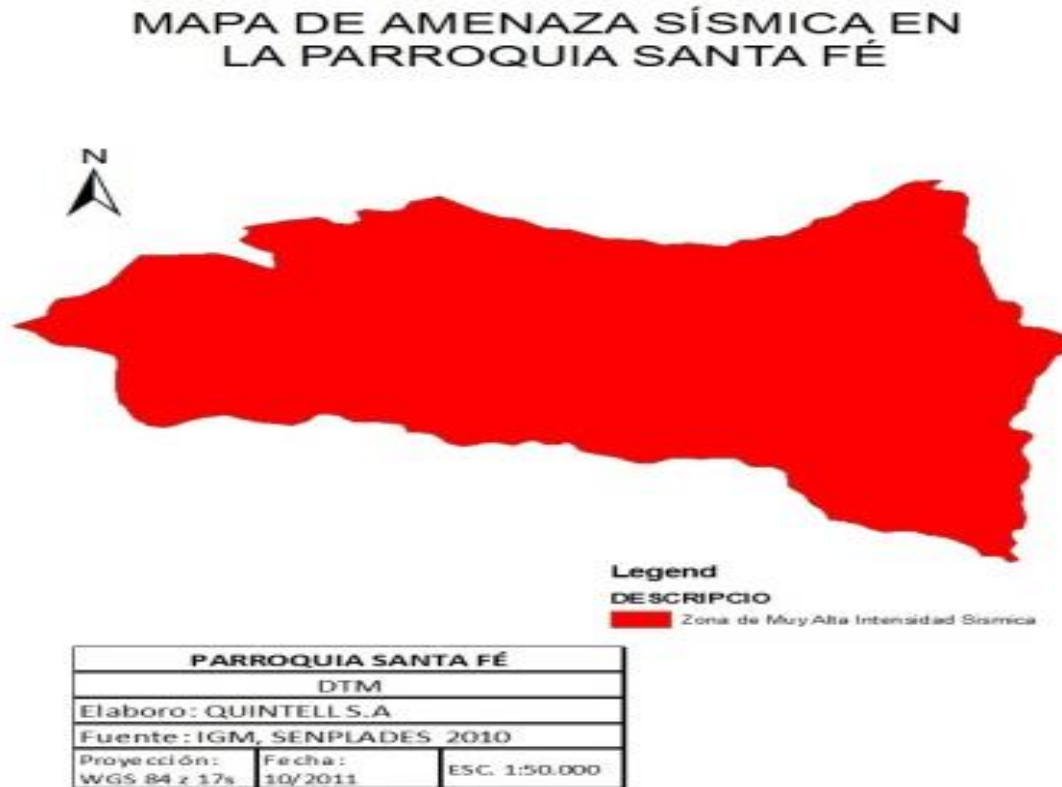 MAPA DE AMENAZA SÍSMICA EN
LA PARROQUIA SANTA FÉ
N
Legend
DESCRIPCIO
Zona de Muy Alta Intensidad Sismica
PARROQUIA SANTA FÉ
DTM
Elaboro: QUINTELL S.A
Fuente: IGM, SENPLADES 2010
Proyección:
WGS 84 z 17s
Fecha:
10/2011
ESC. 1:50.000